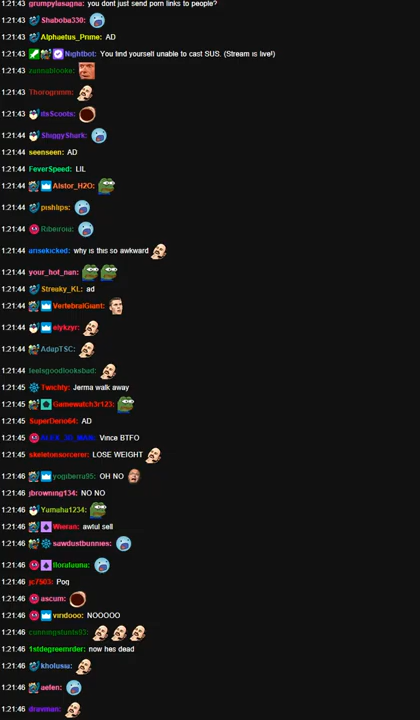 1:21:43 grumpylasagna: you dont just send porn links to people?
1:21:43 Shaboba330:
1:21:43 Alphaetus_Prime: AD
1:21:43 Nightbot: You find yourself unable to cast SUS. (Stream is live!)
1:21:43
1:21:43 Thorogrimm:
1:21:43 itsScoots:
1:21:44 ShiggyShark:
1:21:44 seenseen: AD
1:21:44 FeverSpeed: LIL
1:21:44 Alstor_H2O:
1:21:44 pishlips:
1:21:44 Ribeiroiu:
1:21:44 arisekicked: why is this so awkward
1:21:44 your_hot_nan:
1:21:44 Streaky_KL: ad
1:21:44 VertebralGiant:
1:21:44 elykzyr:
1:21:44 AdapTSC:
1:21:44 feelsgoodlooksbad:
1:21:45 Twichly: Jerma walk away
1:21:45 Gamewatch3r123:
1:21:45 SuperDerio64: AD
1:21:45 Vince BTFO
1:21:45 skeletonsorcerer: LOSE WEIGHT
1:21:46 yogiberra95: OH NO
1:21:46 jbrowning134: NO NO
1:21:46 Yumaha1234:
1:21:46 Wieran: awful sell
1:21:46 sawdustbunnies:
1:21:46
1:21:46 jc7603: Pog
1:21:46 ascum:
1:21:46 viridooo: NOOOOO
1:21:46 cunningstunts93:
1:21:46 1stdegreemrder: now hes dead
1:21:46 kholusu:
1:21:46 aelen:
1:21:46 dravman: